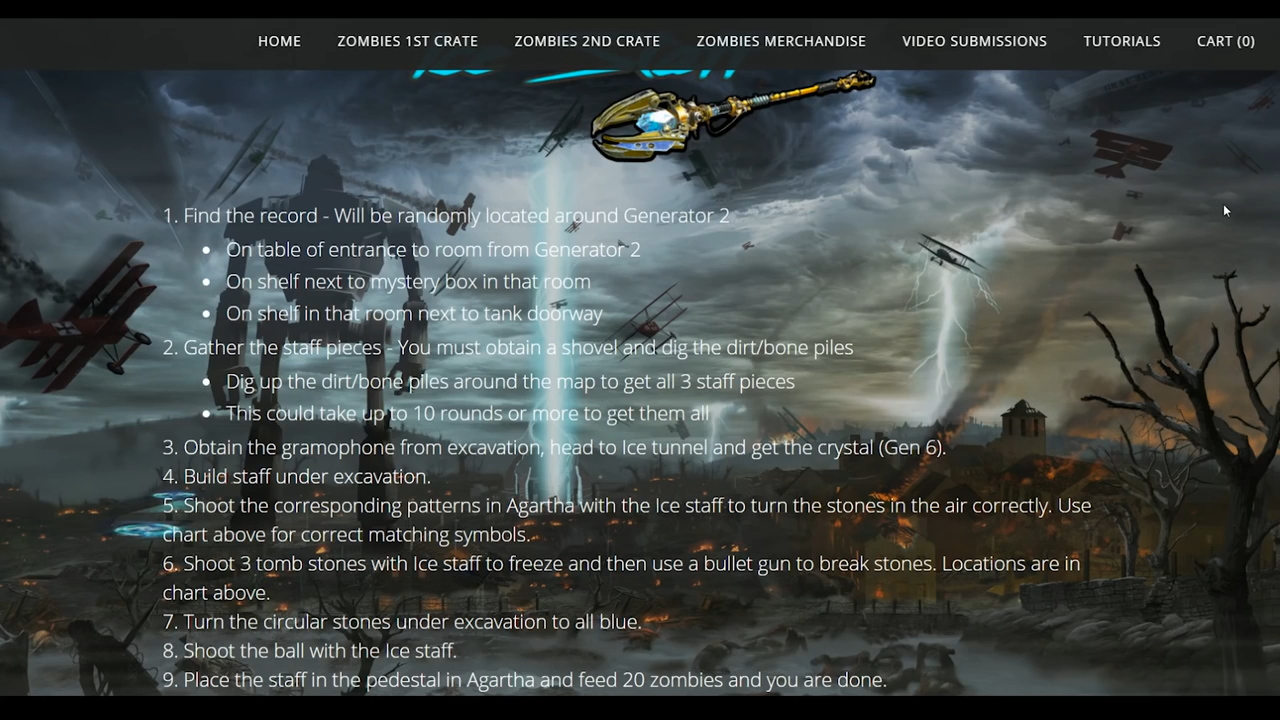 HOME ZOMBIES 1ST CRATE ZOMBIES 2ND CRATE ZOMBIES MERCHANDISE VIDEO SUBMISSIONS TUTORIALS CART (0)
1. Find the record - Will be randomly located around Generator 2
• On table of entrance to room from Generator 2
• On shelf next to mystery box in that room
• On shelf in that room next to tank doorway
2. Gather the staff pieces - You must obtain a shovel and dig the dirt/bone piles
• Dig up the dirt/bone piles around the map to get all 3 staff pieces
• This could take up to 10 rounds or more to get them all
3. Obtain the gramophone from excavation, head to Ice tunnel and get the crystal (Gen 6).
4. Build staff under excavation.
5. Shoot the corresponding patterns in Agartha with the Ice staff to turn the stones in the air correctly. Use
chart above for correct matching symbols.
6. Shoot 3 tomb stones with Ice staff to freeze and then use a bullet gun to break stones. Locations are in
chart above.
7. Turn the circular stones under excavation to all blue.
8. Shoot the ball with the Ice staff.
9. Place the staff in the pedestal in Agartha and feed 20 zombies and you are done.